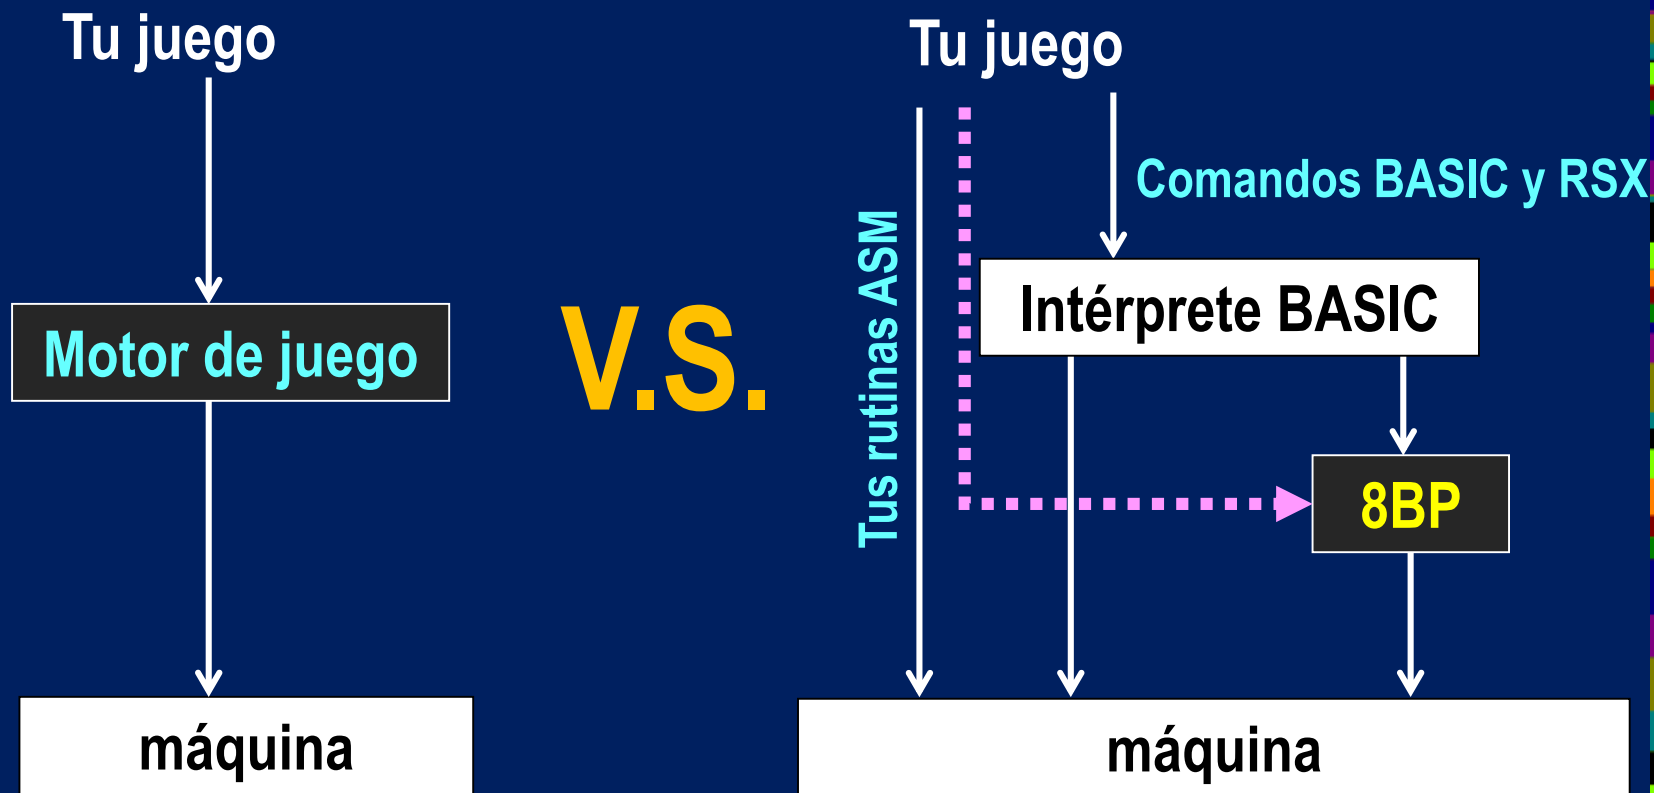 Tu juego
Motor de juego
máquina
V.S.
Tu juego
Comandos BASIC y RSX
Tus rutinas ASM
Intérprete BASIC
8BP
máquina